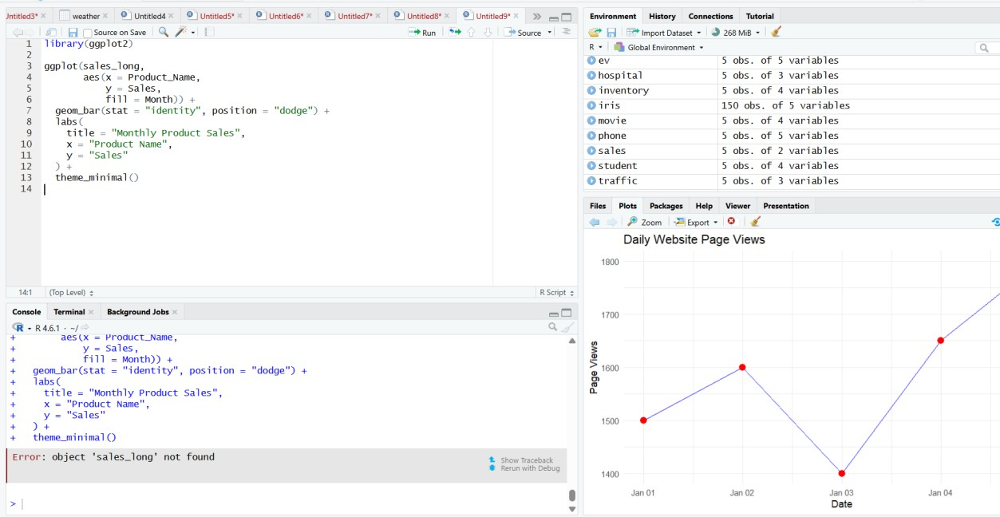 Intitled3* × weather × Untitled4 × Untitled5* × Untitled6* × Untitled7* × Untitled8* × Untitled9* ×
Source on Save Run Source
1 library(ggplot2)
2
3 ggplot(sales_long,
4 aes(x = Product_Name,
5 y = Sales,
6 fill = Month)) +
7 geom_bar(stat = "identity", position = "dodge") +
8 labs(
9 title = "Monthly Product Sales",
10 x = "Product Name",
11 y = "Sales"
12 ) +
13 theme_minimal()
14
14:1 (Top Level) R Script
Console Terminal × Background Jobs ×
R R 4.6.1 · ~/
+ aes(x = Product_Name,
+ y = Sales,
+ fill = Month)) +
+ geom_bar(stat = "identity", position = "dodge") +
+ labs(
+ title = "Monthly Product Sales",
+ x = "Product Name",
+ y = "Sales"
+ ) +
+ theme_minimal()
Error: object 'sales_long' not found
Show Traceback
Rerun with Debug
>
Environment History Connections Tutorial
Import Dataset 268 MiB
R Global Environment
ev 5 obs. of 5 variables
hospital 5 obs. of 3 variables
inventory 5 obs. of 4 variables
iris 150 obs. of 5 variables
movie 5 obs. of 4 variables
phone 5 obs. of 5 variables
sales 5 obs. of 2 variables
student 5 obs. of 4 variables
traffic 5 obs. of 3 variables
Files Plots Packages Help Viewer Presentation
Zoom Export
Daily Website Page Views
1800
1700
1600
1500
1400
Page Views
Jan 01 Jan 02 Jan 03 Jan 04
Date